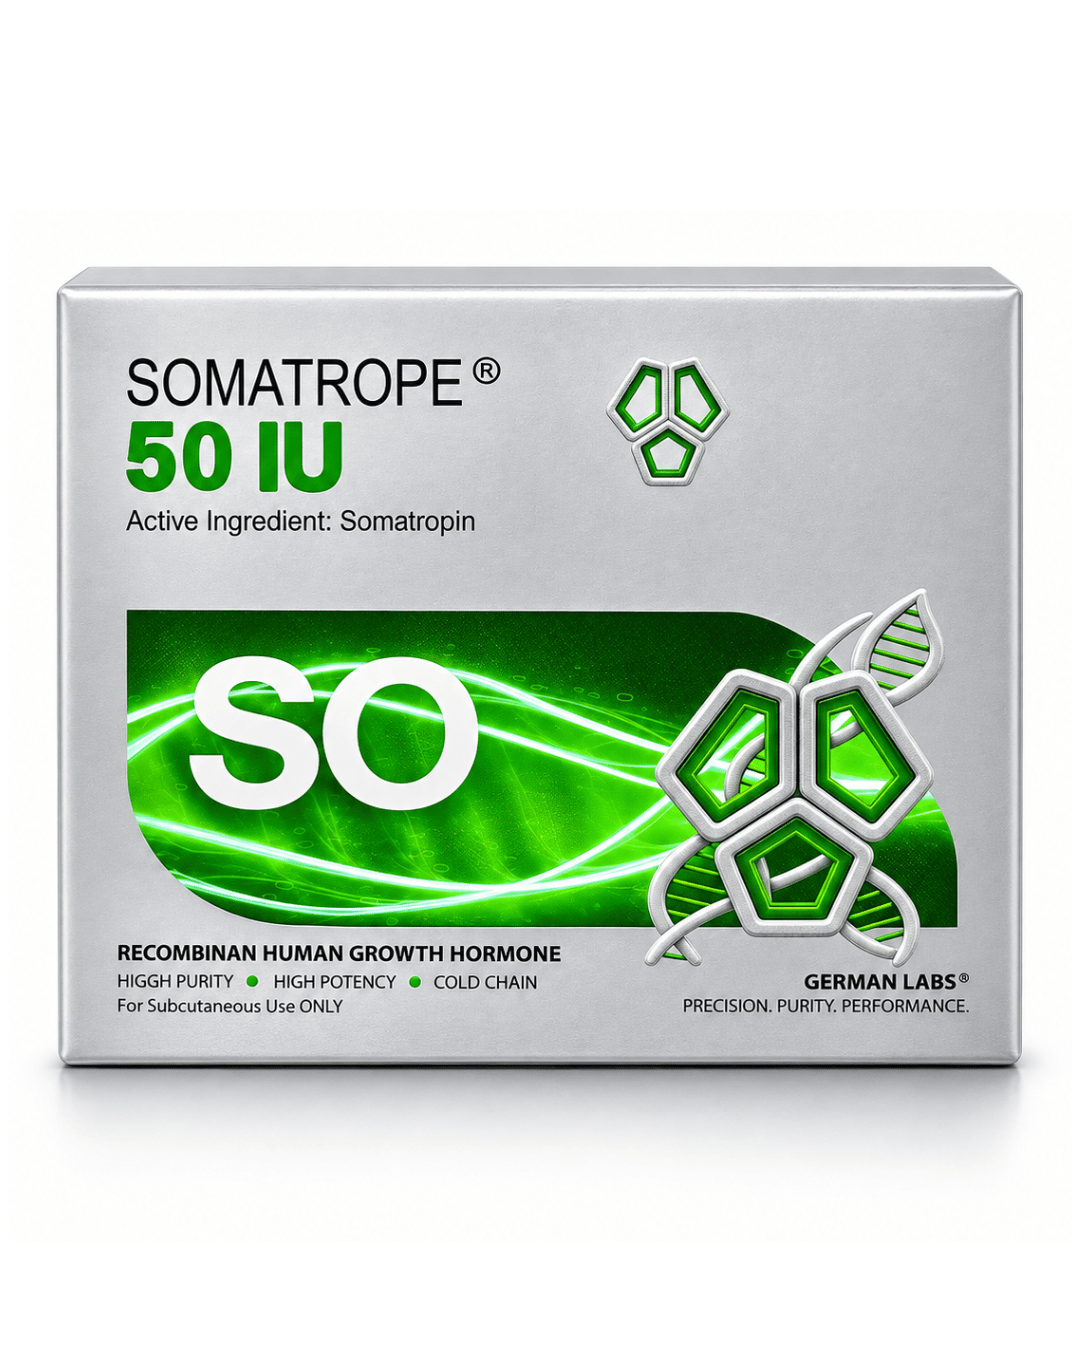 SOMATROPE ®
50 IU
Active Ingredient: Somatropin
SO
RECOMBINAN HUMAN GROWTH HORMONE
HIGGH PURITY ● HIGH POTENCY ● COLD CHAIN
For Subcutaneous Use ONLY
GERMAN LABS®
PRECISION. PURITY. PERFORMANCE.